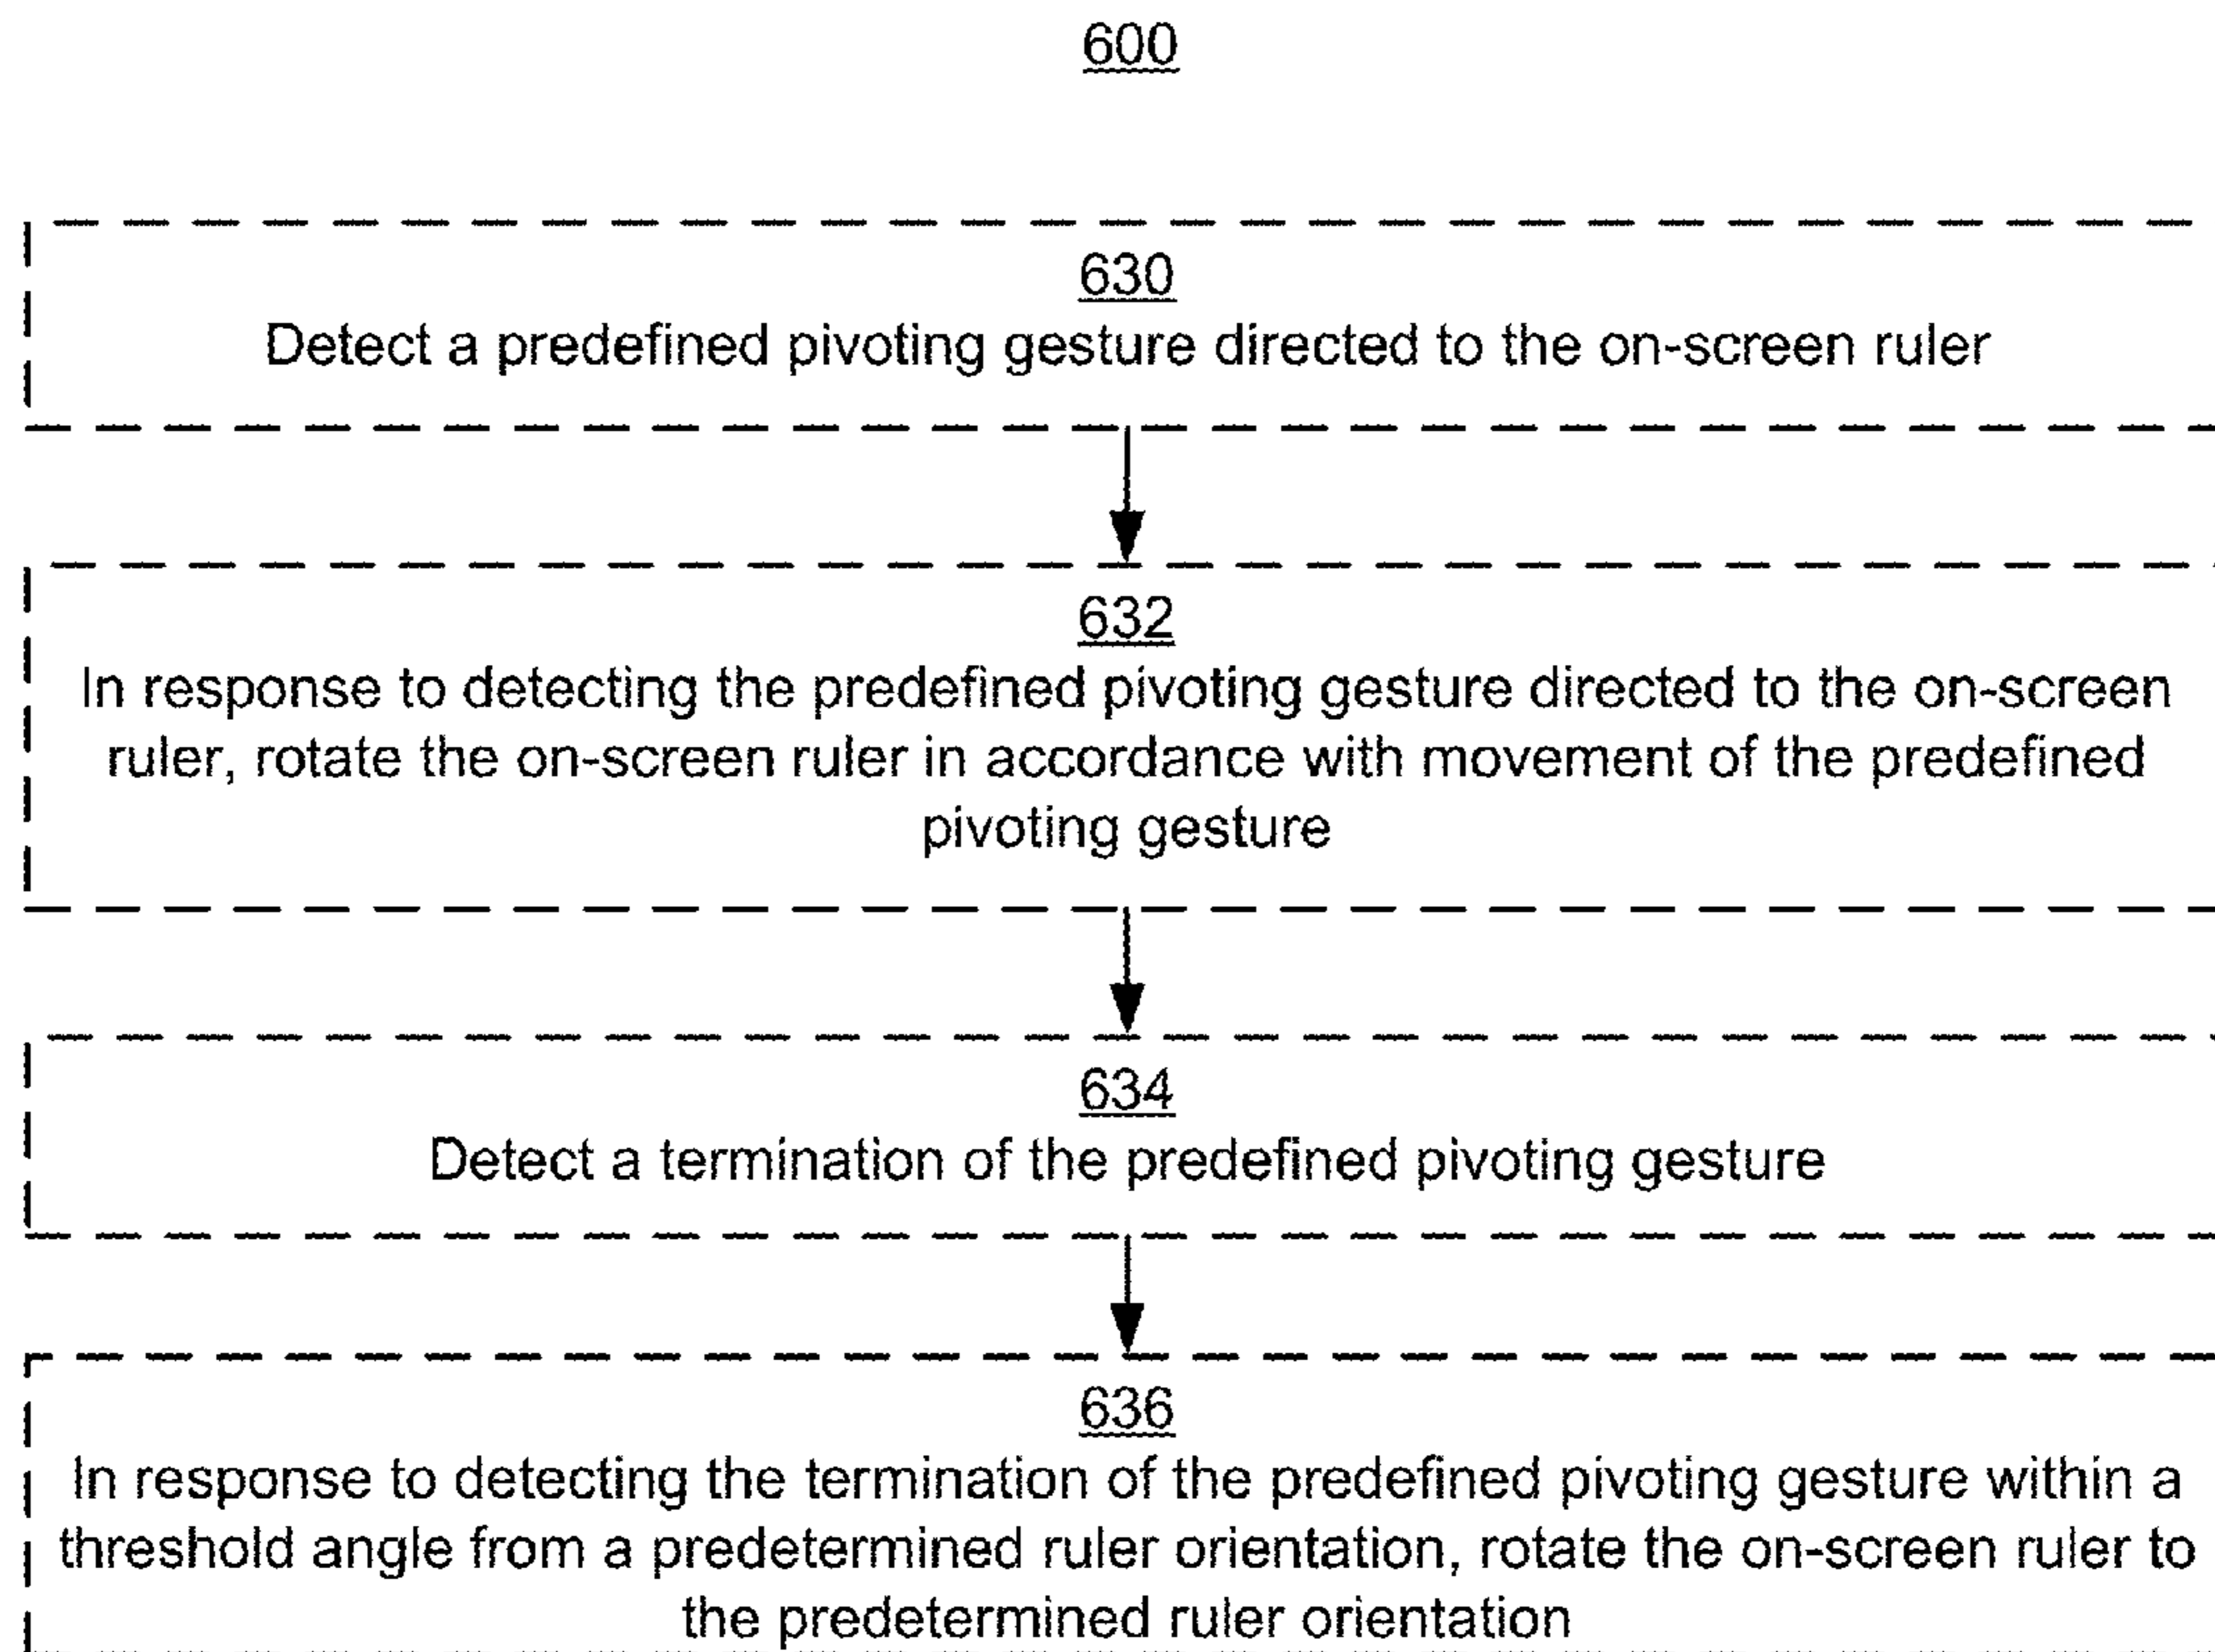 600
630
Detect a predefined pivoting gesture directed to the on-screen ruler
632
In response to detecting the predefined pivoting gesture directed to the on-screen
ruler, rotate the on-screen ruler in accordance with movement of the predefined
pivoting gesture
634
Detect a termination of the predefined pivoting gesture
636
In response to detecting the termination of the predefined pivoting gesture within a
threshold angle from a predetermined ruler orientation, rotate the on-screen ruler to
the predetermined ruler orientation